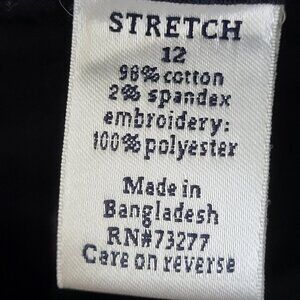 STRETCH
12
98% cotton
2% spandex
embroidery:
100% polyester
Made in
Bangladesh
RN#73277
Care on reverse